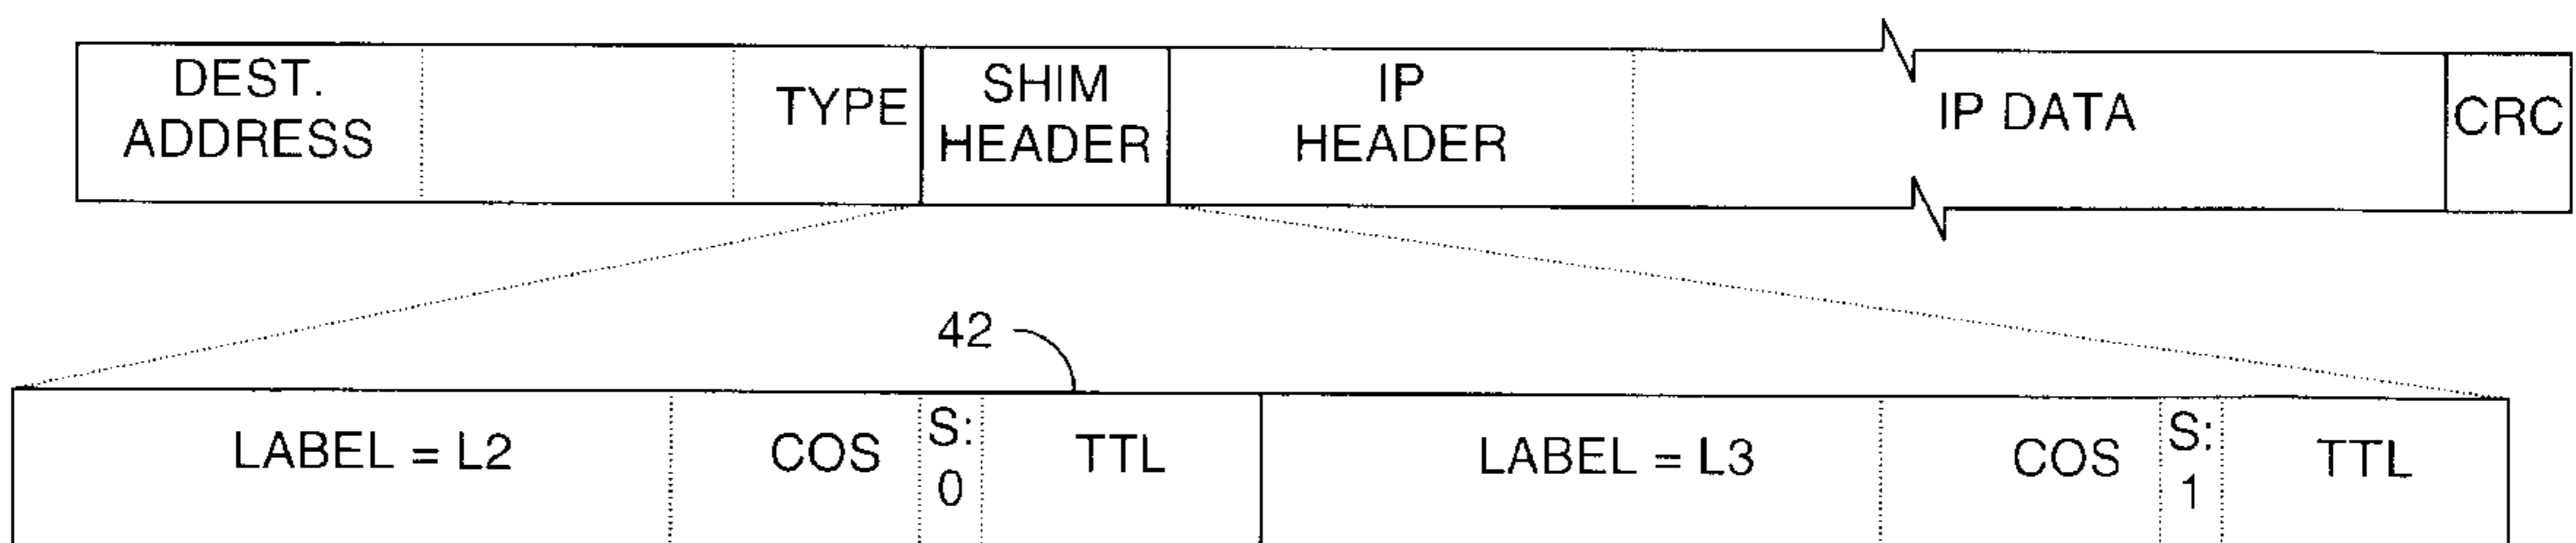 DEST.
ADDRESS
TYPE
SHIM
HEADER
IP
HEADER
IP DATA
CRC
42
LABEL = L2
COS
S:
0
TTL
LABEL = L3
COS
S:
1
TTL